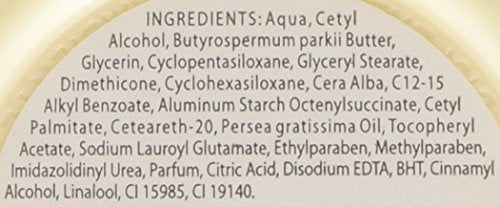 INGREDIENTS: Aqua, Cetyl
Alcohol, Butyrospermum parkii Butter,
Glycerin, Cyclopentasiloxane, Glyceryl Stearate,
Dimethicone, Cyclohexasiloxane, Cera Alba, C12-15
Alkyl Benzoate, Aluminum Starch Octenylsuccinate, Cetyl
Palmitate, Ceteareth-20, Persea gratissima Oil, Tocopheryl
Acetate, Sodium Lauroyl Glutamate, Ethylparaben, Methylparaben,
Imidazolidinyl Urea, Parfum, Citric Acid, Disodium EDTA, BHT, Cinnamyl
Alcohol, Linalool, CI 15985, CI 19140.